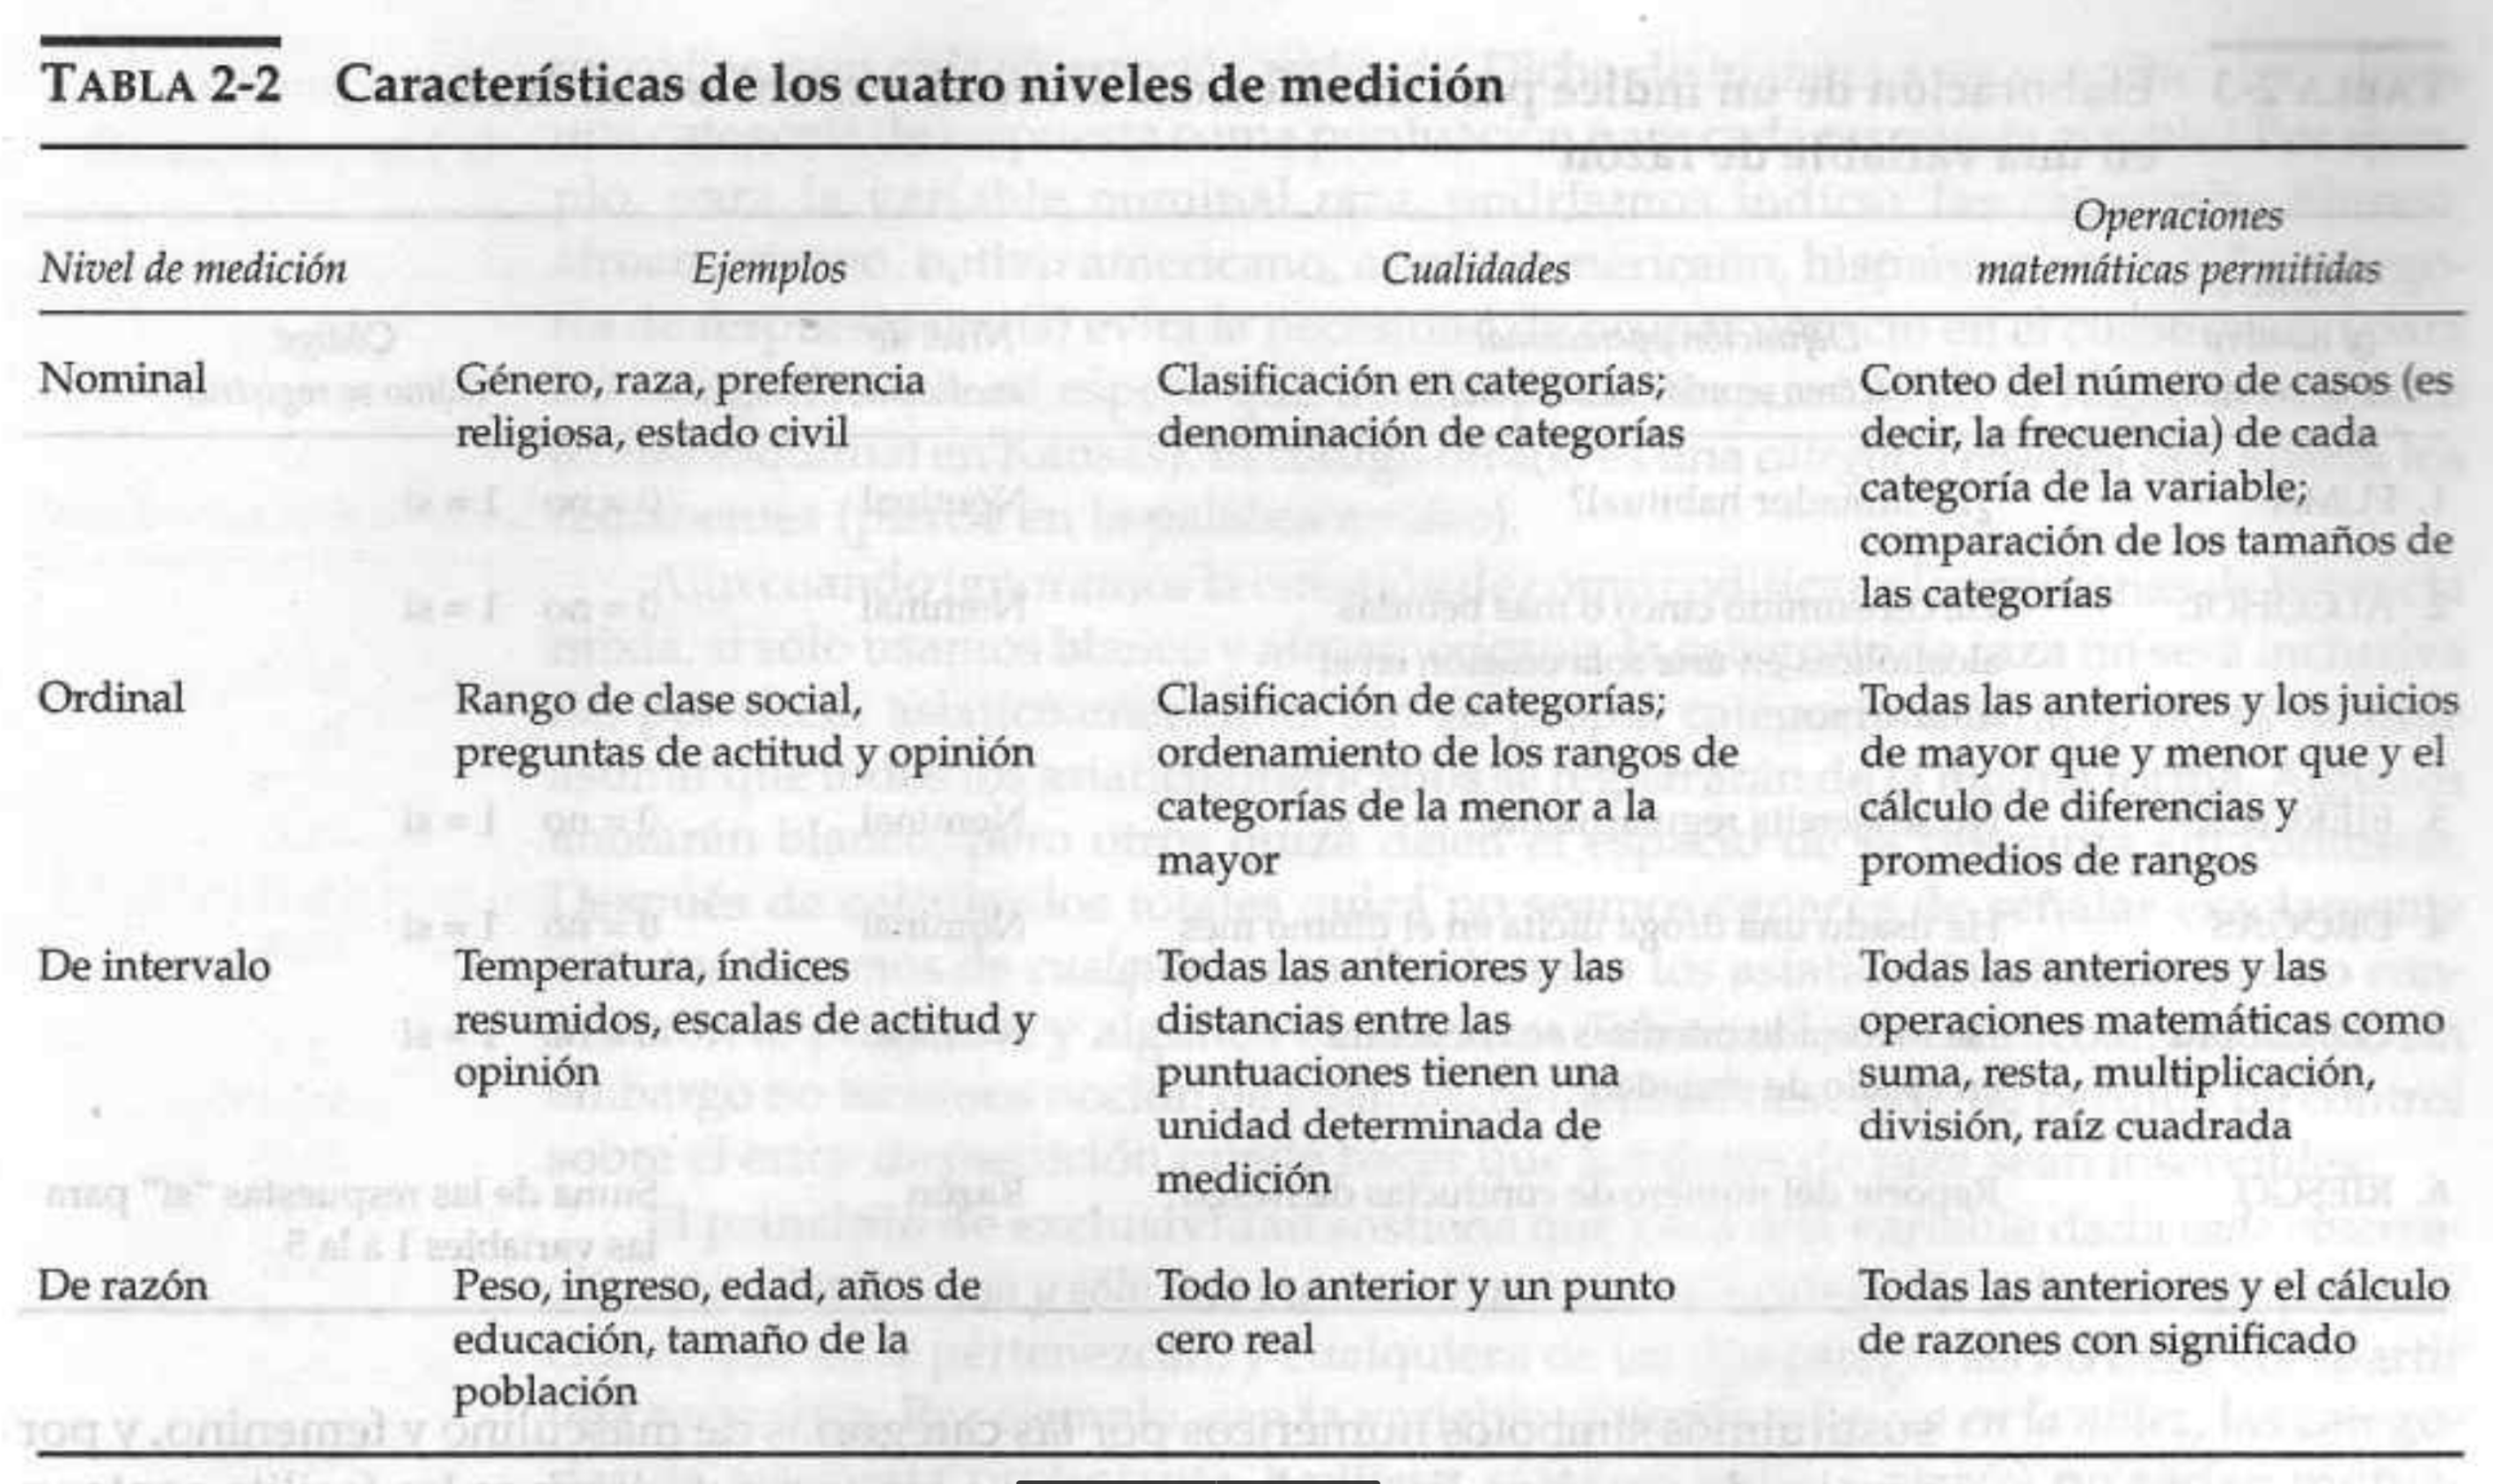 TABLA 2-2 Características de los cuatro niveles de medición
Nivel de medición Ejemplos Cualidades Operaciones matemáticas permitidas
Nominal
Género, raza, preferencia
religiosa, estado civil
Clasificación en categorías;
denominación de categorías
Conteo del número de casos (es
decir, la frecuencia) de cada
categoría de la variable;
comparación de los tamaños de
las categorías
Ordinal
Rango de clase social,
preguntas de actitud y opinión
Clasificación de categorías;
ordenamiento de los rangos de
categorías de la menor a la
mayor
Todas las anteriores y los juicios
de mayor que y menor que y el
cálculo de diferencias y
promedios de rangos
De intervalo
Temperatura, índices
resumidos, escalas de actitud y
opinión
Todas las anteriores y las
distancias entre las
puntuaciones tienen una
unidad determinada de
medición
Todas las anteriores y las
operaciones matemáticas como
suma, resta, multiplicación,
división, raíz cuadrada
De razón
Peso, ingreso, edad, años de
educación, tamaño de la
población
Todo lo anterior y un punto
cero real
Todas las anteriores y el cálculo
de razones con significado